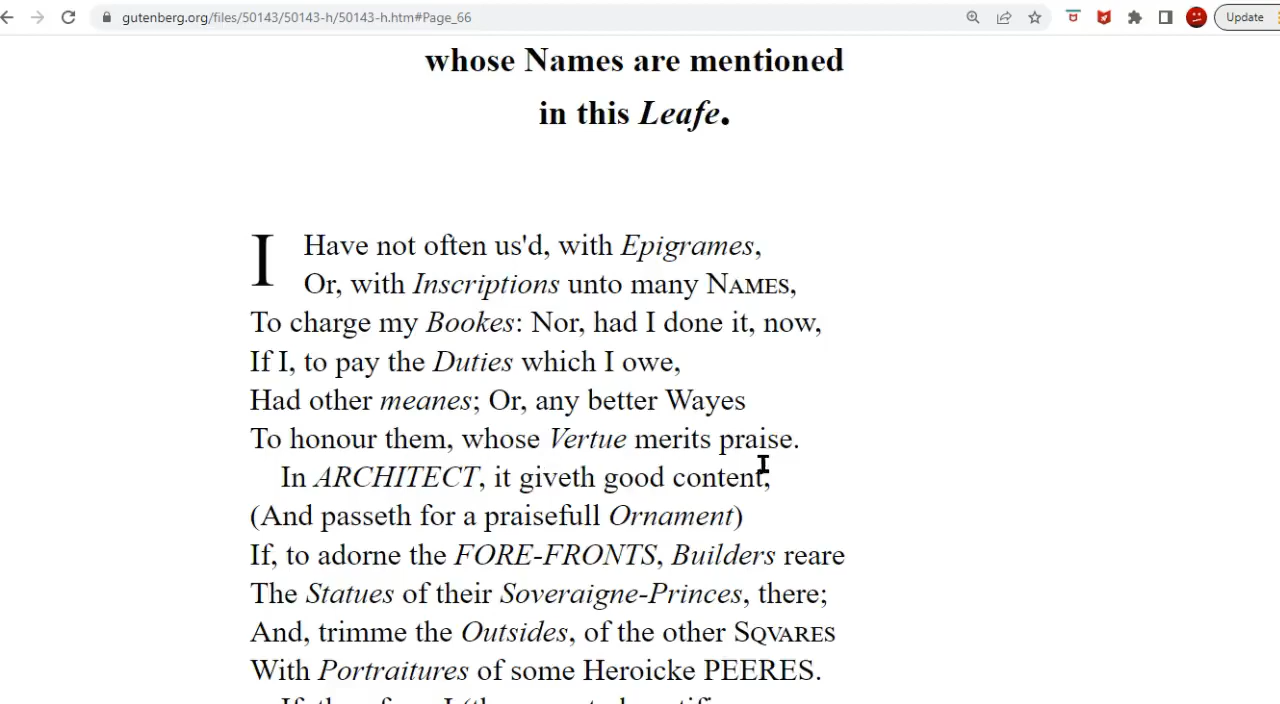 gutenberg.org/files/50143/50143-h/50143-h.htm#Page_66
Update
whose Names are mentioned
in this Leafe.
I Have not often us'd, with Epigrames,
Or, with Inscriptions unto many NAMES,
To charge my Bookes: Nor, had I done it, now,
If I, to pay the Duties which I owe,
Had other meanes; Or, any better Wayes
To honour them, whose Vertue merits praise.
In ARCHITECT, it giveth good content,
(And passeth for a praisefull Ornament)
If, to adorne the FORE-FRONTS, Builders reare
The Statues of their Soveraigne-Princes, there;
And, trimme the Outsides, of the other SQVARES
With Portraitures of some Heroicke PEERES.